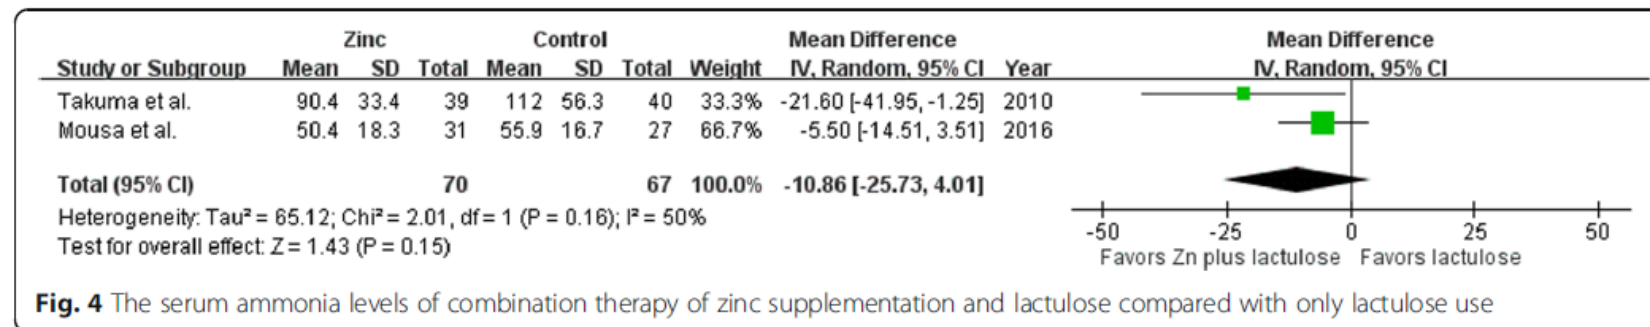 Zinc Control Mean Difference Mean Difference
Study or Subgroup Mean SD Total Mean SD Total Weight IV, Random, 95% CI Year IV, Random, 95% CI
Takuma et al. 90.4 33.4 39 112 56.3 40 33.3% -21.60 [-41.95, -1.25] 2010
Mousa et al. 50.4 18.3 31 55.9 16.7 27 66.7% -5.50 [-14.51, 3.51] 2016
Total (95% CI) 70 67 100.0% -10.86 [-25.73, 4.01]
Heterogeneity: Tau² = 65.12; Chi² = 2.01, df = 1 (P = 0.16); I² = 50%
Test for overall effect: Z = 1.43 (P = 0.15)
-50 -25 0 25 50
Favors Zn plus lactulose Favors lactulose
Fig. 4 The serum ammonia levels of combination therapy of zinc supplementation and lactulose compared with only lactulose use